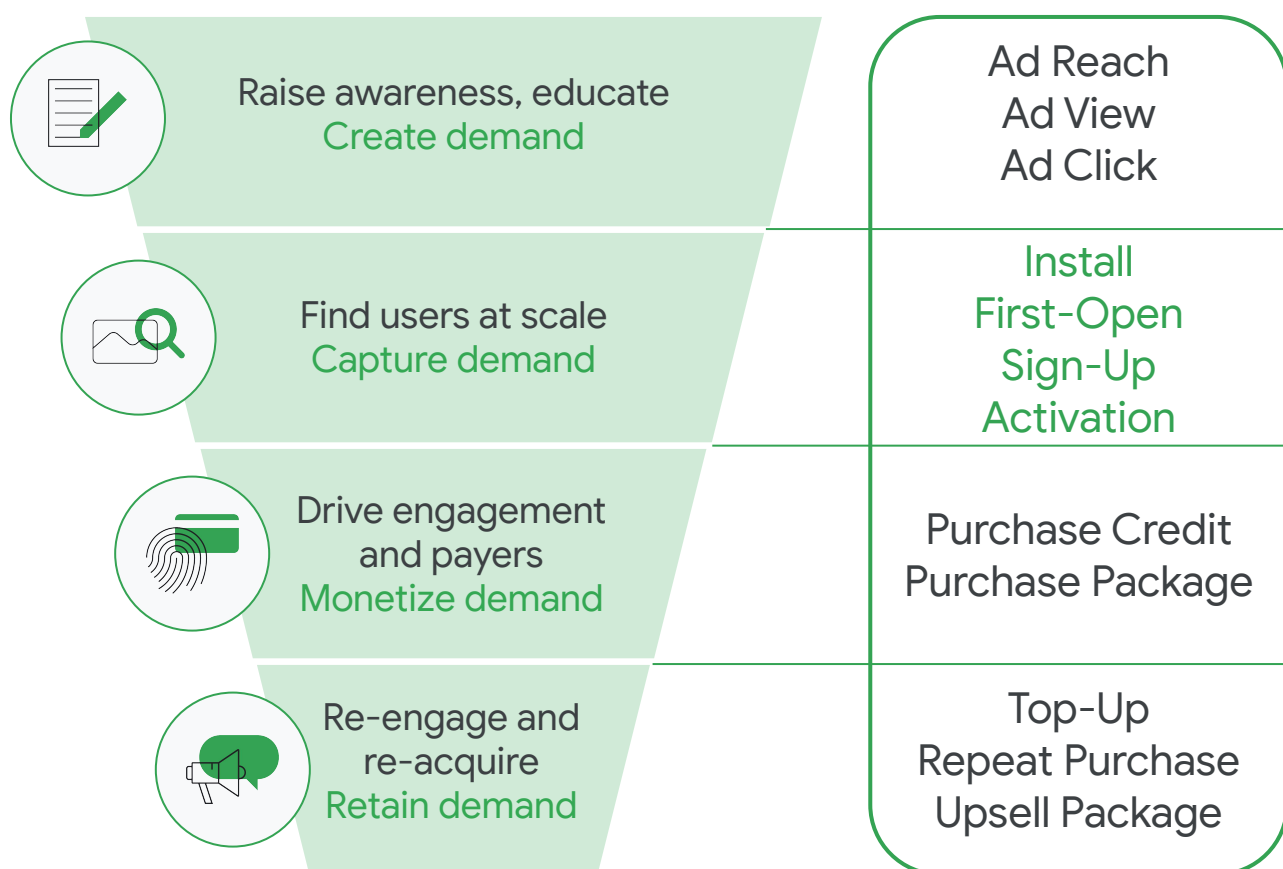 Raise awareness, educate
Create demand
Ad Reach
Ad View
Ad Click
Find users at scale
Capture demand
Install
First-Open
Sign-Up
Activation
Drive engagement
and payers
Monetize demand
Purchase Credit
Purchase Package
Re-engage and
re-acquire
Retain demand
Top-Up
Repeat Purchase
Upsell Package